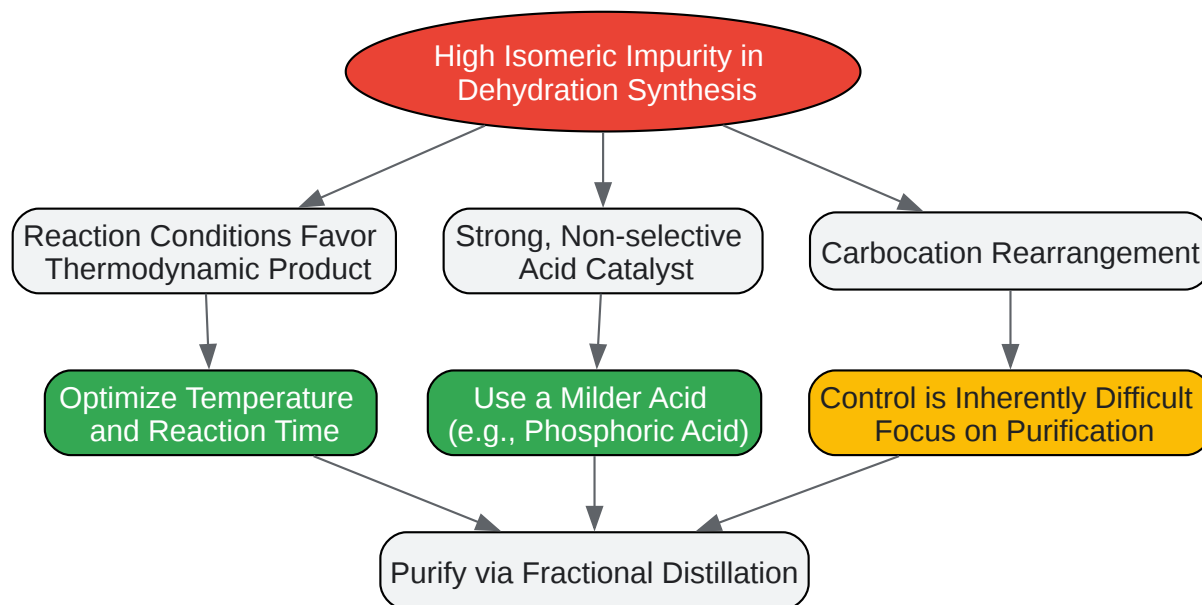 High Isomeric Impurity in
Dehydration Synthesis
Reaction Conditions Favor
Thermodynamic Product
Strong, Non-selective
Acid Catalyst
Carbocation Rearrangement
Optimize Temperature
and Reaction Time
Use a Milder Acid
(e.g., Phosphoric Acid)
Control is Inherently Difficult
Focus on Purification
Purify via Fractional Distillation